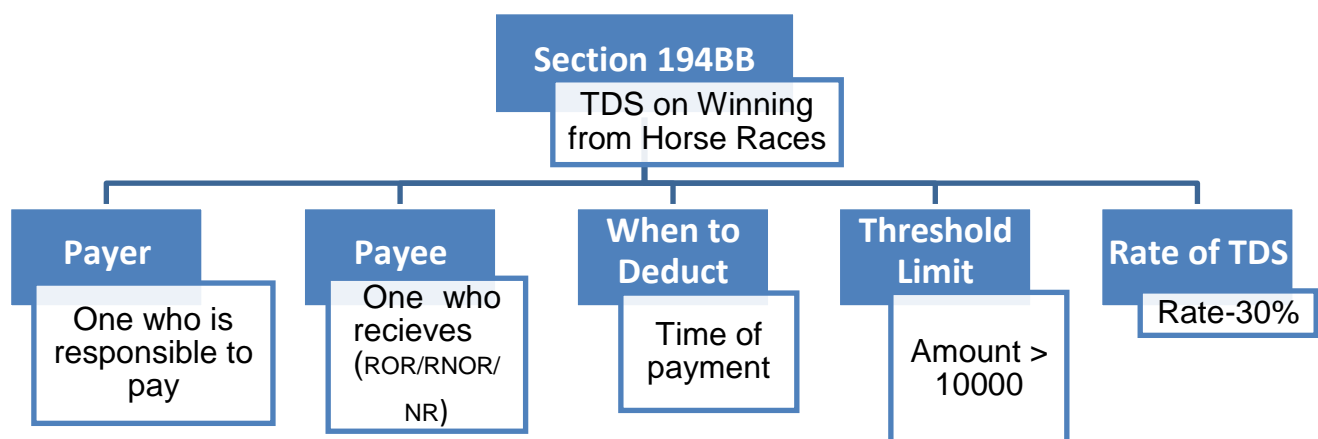 Section 194BB
TDS on Winning
from Horse Races
Payer
One who is
responsible to
pay
Payee
One who
recieves
(ROR/RNOR/
NR)
When to
Deduct
Time of
payment
Threshold
Limit
Amount >
10000
Rate of TDS
Rate-30%